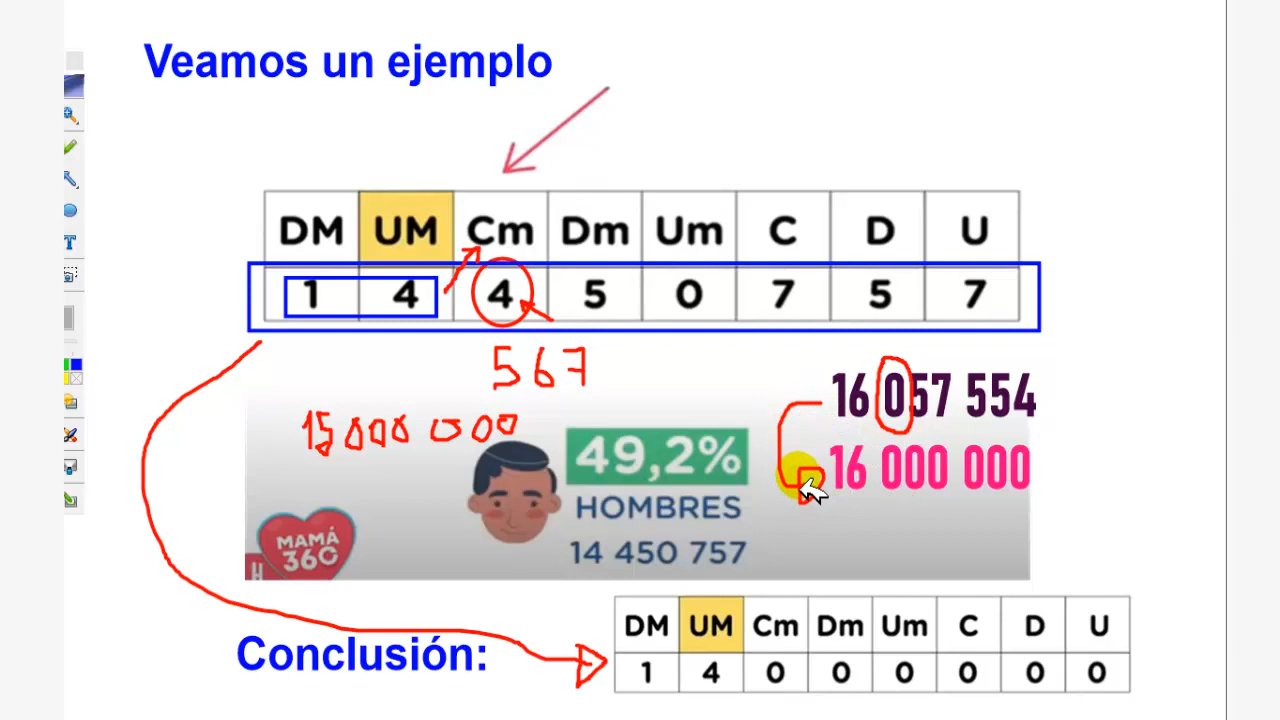 Veamos un ejemplo
DM UM Cm Dm Um C D U
1 4 4 5 0 7 5 7
567
15000 000
16 057 554
16 000 000
49,2%
HOMBRES
14 450 757
MAMÁ
360
H
Conclusión:
DM UM Cm Dm Um C D U
1 4 0 0 0 0 0 0
T